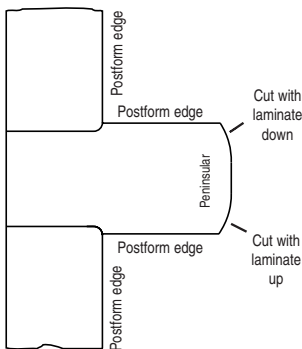 Postform edge
Postform edge
Cut with
laminate
down
Peninsular
Postform edge
Cut with
laminate
up
Postform edge